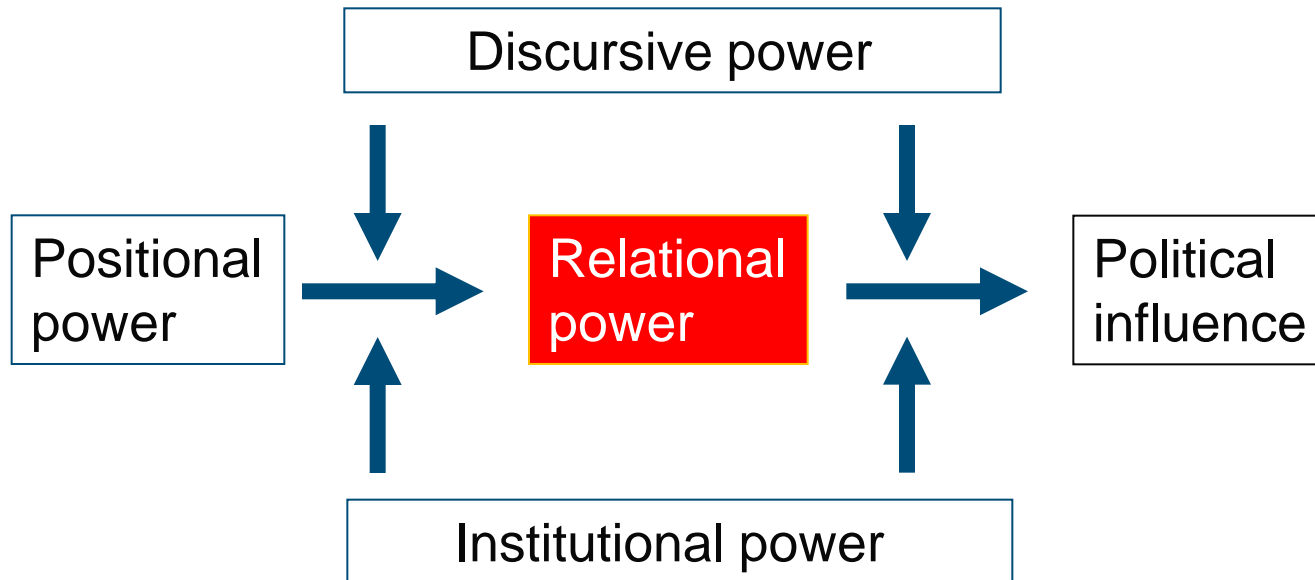 Discursive power
Positional
power
Relational
power
Political
influence
Institutional power